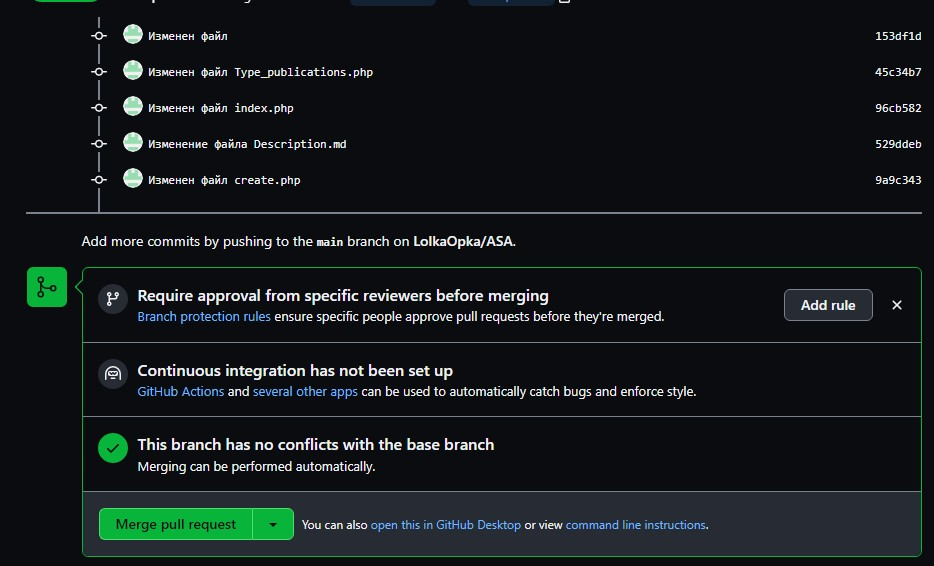 Изменен файл 153df1d
Изменен файл Type_publications.php 45c34b7
Изменен файл index.php 96cb582
Изменение файла Description.md 529ddeb
Изменен файл create.php 9a9c343
Add more commits by pushing to the main branch on LolkaOpka/ASA.
Require approval from specific reviewers before merging
Branch protection rules ensure specific people approve pull requests before they're merged.
Add rule
Continuous integration has not been set up
GitHub Actions and several other apps can be used to automatically catch bugs and enforce style.
This branch has no conflicts with the base branch
Merging can be performed automatically.
Merge pull request
You can also open this in GitHub Desktop or view command line instructions.